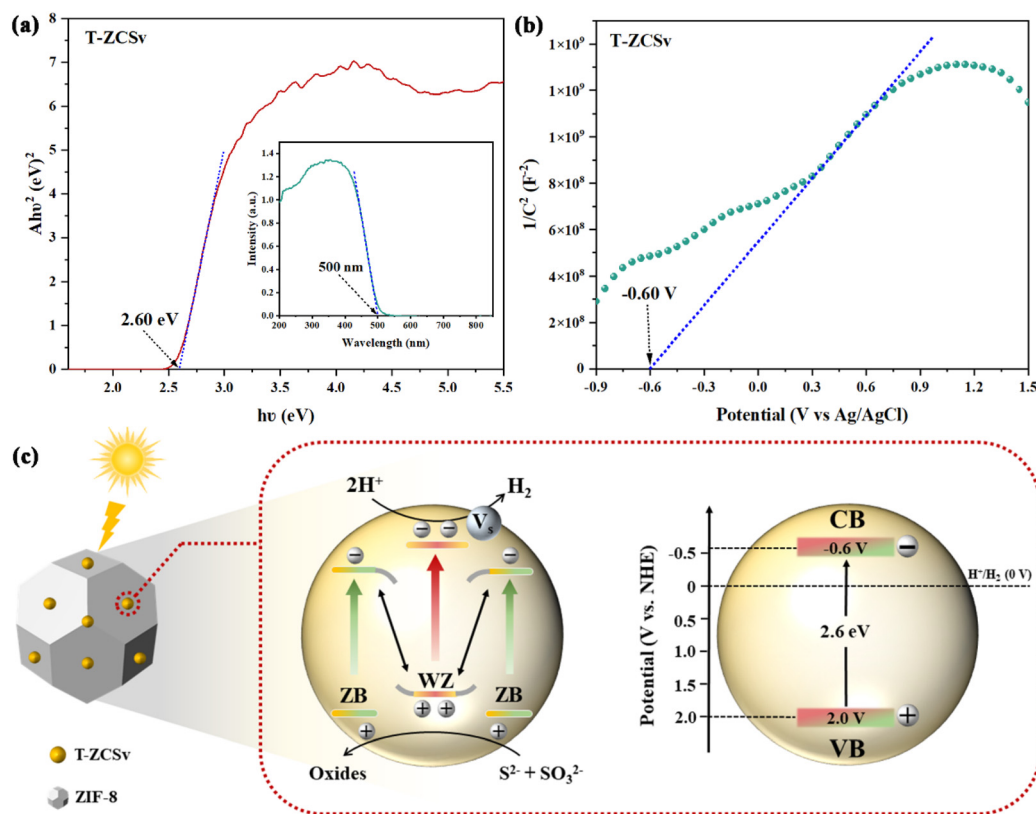 (a)
T-ZCSv
Ahυ² (eV)²
8
7
6
5
4
3
2
1
0
2.60 eV
2.0
2.5
3.0
3.5
4.0
4.5
5.0
5.5
hυ (eV)
Intensity (a.u.)
1.4
1.2
1.0
0.8
0.6
0.4
0.2
0.0
500 nm
200
300
400
500
600
700
800
Wavelength (nm)
(b)
T-ZCSv
1/C² (F⁻²)
1×10⁹
1×10⁹
1×10⁹
8×10⁸
6×10⁸
4×10⁸
2×10⁸
0
-0.60 V
-0.9
-0.6
-0.3
0.0
0.3
0.6
0.9
1.2
1.5
Potential (V vs Ag/AgCl)
(c)
T-ZCSv
ZIF-8
2H⁺
H₂
Vₛ
ZB
WZ
ZB
Oxides
S²⁻ + SO₃²⁻
Potential (V vs. NHE)
-0.5
0
0.5
1.0
1.5
2.0
CB
-0.6 V
H⁺/H₂ (0 V)
2.6 eV
2.0 V
VB